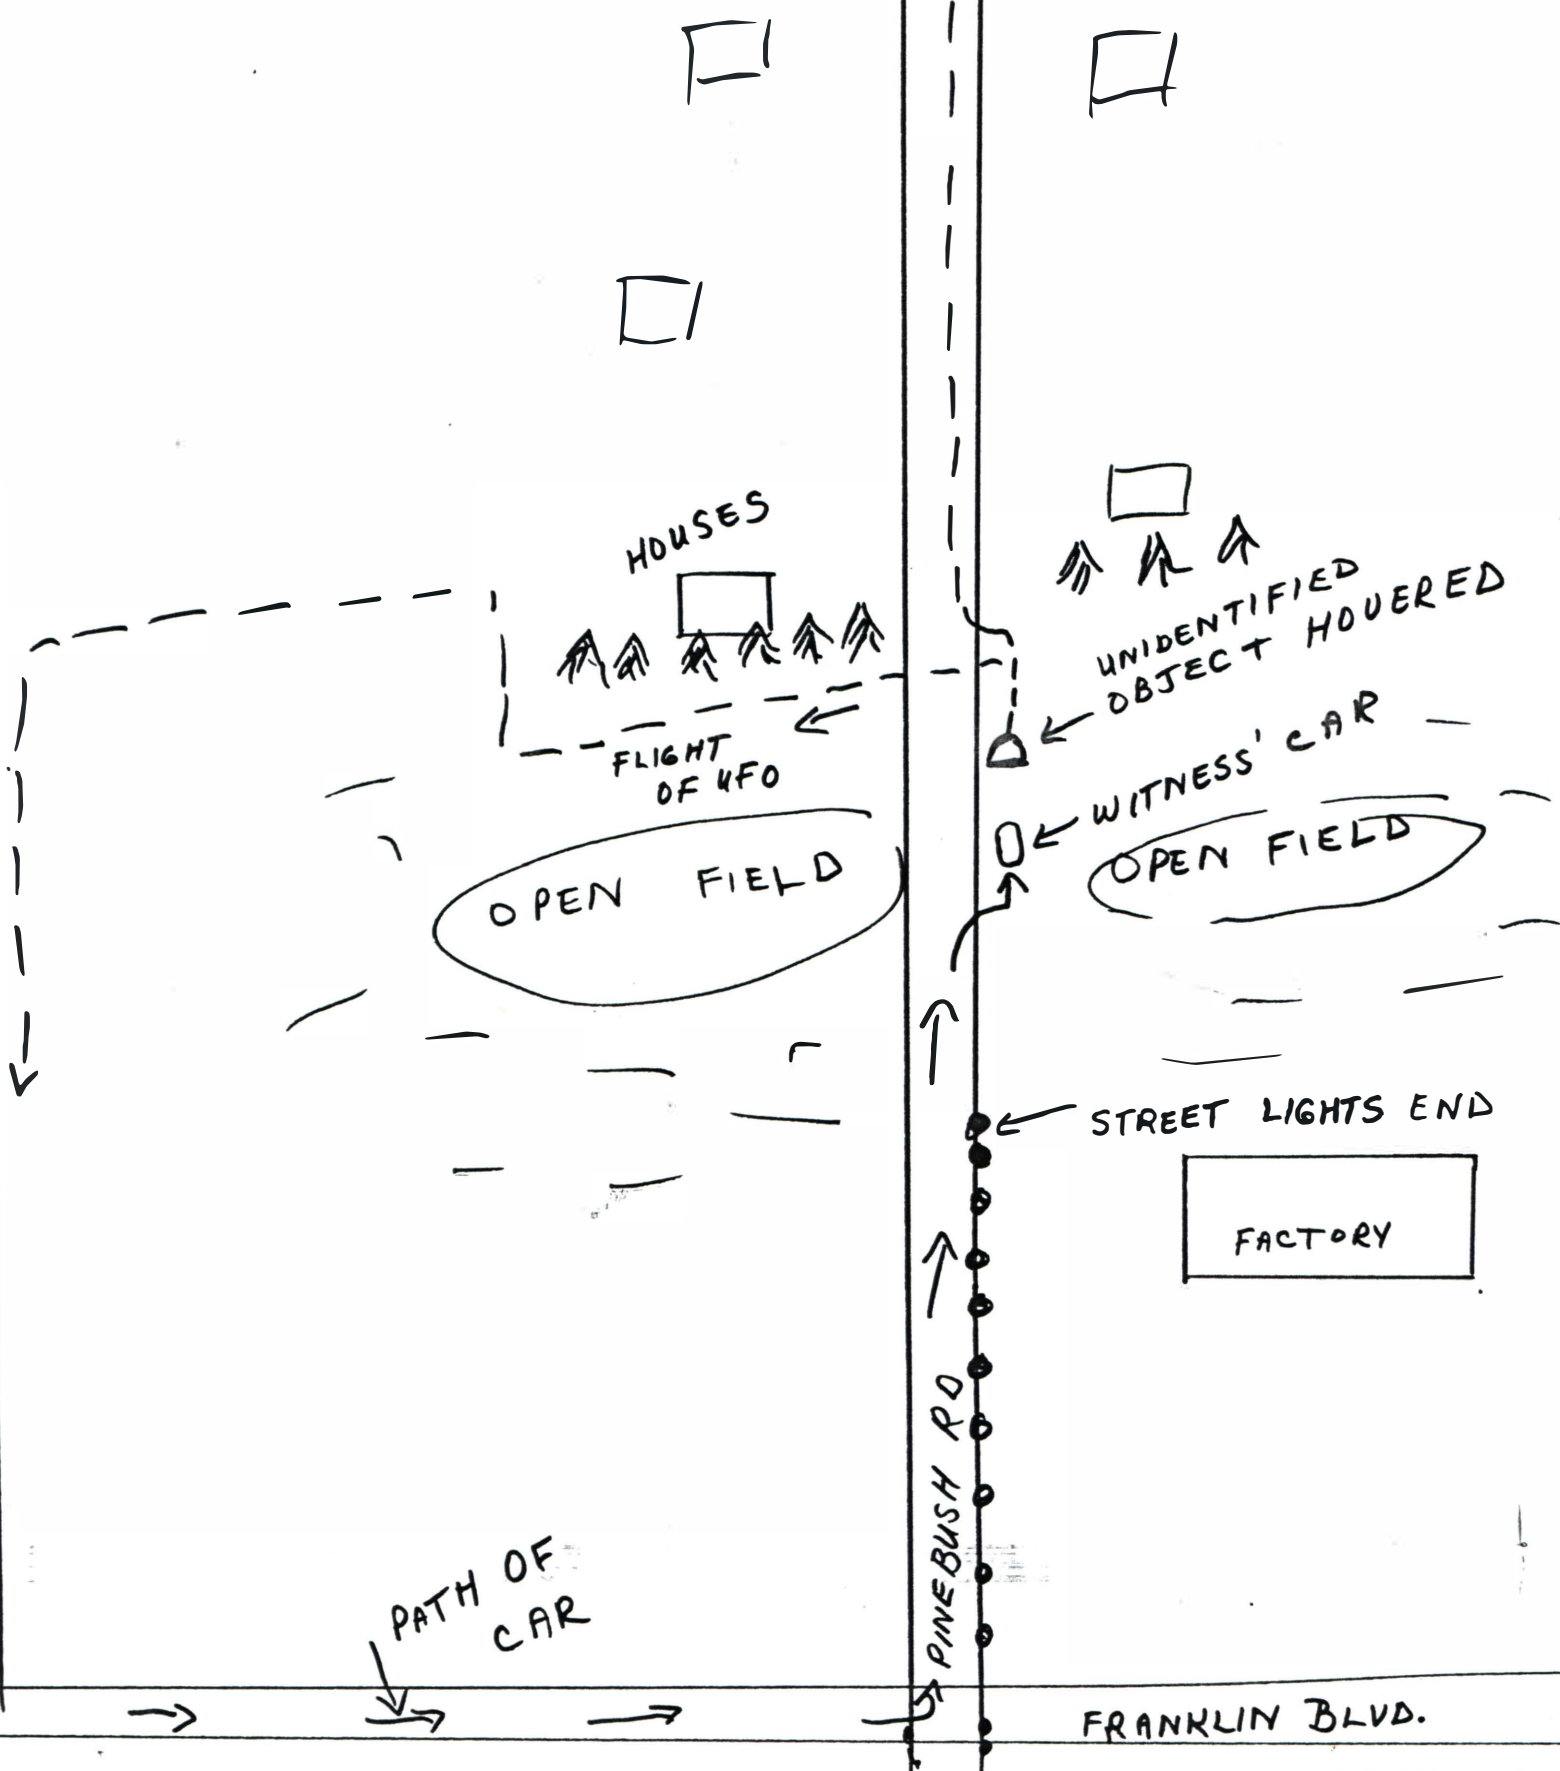 HOUSES
UNIDENTIFIED
OBJECT HOVERED
WITNESS' CAR
FLIGHT
OF UFO
OPEN FIELD
OPEN FIELD
STREET LIGHTS END
FACTORY
PINEBUSH RD
PATH OF
CAR
FRANKLIN BLVD.